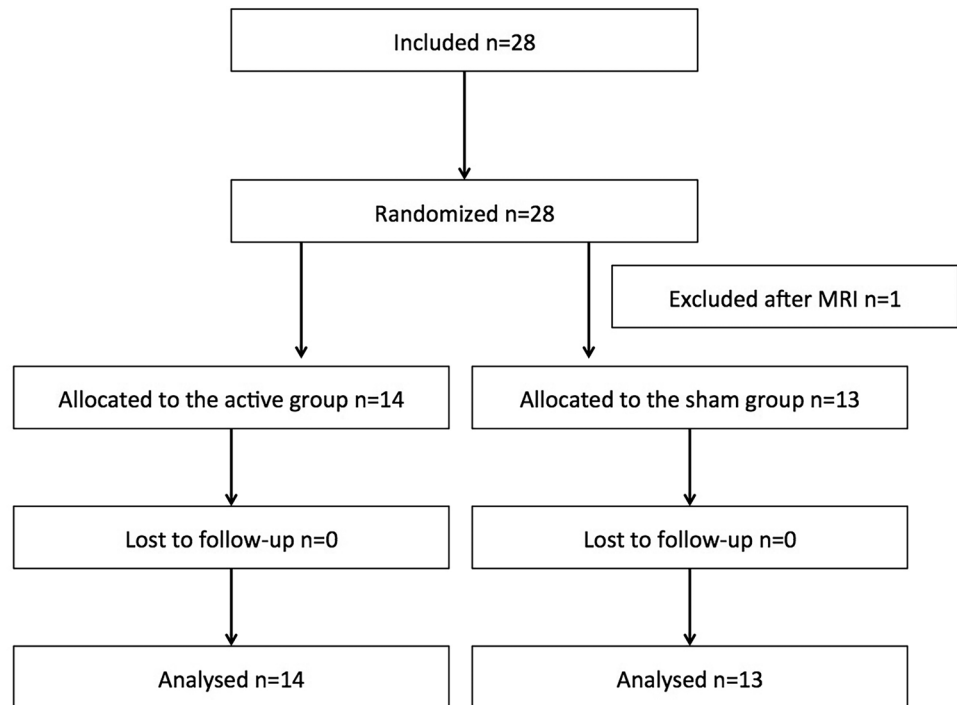 Included n=28
Randomized n=28
Excluded after MRI n=1
Allocated to the active group n=14
Allocated to the sham group n=13
Lost to follow-up n=0
Lost to follow-up n=0
Analysed n=14
Analysed n=13